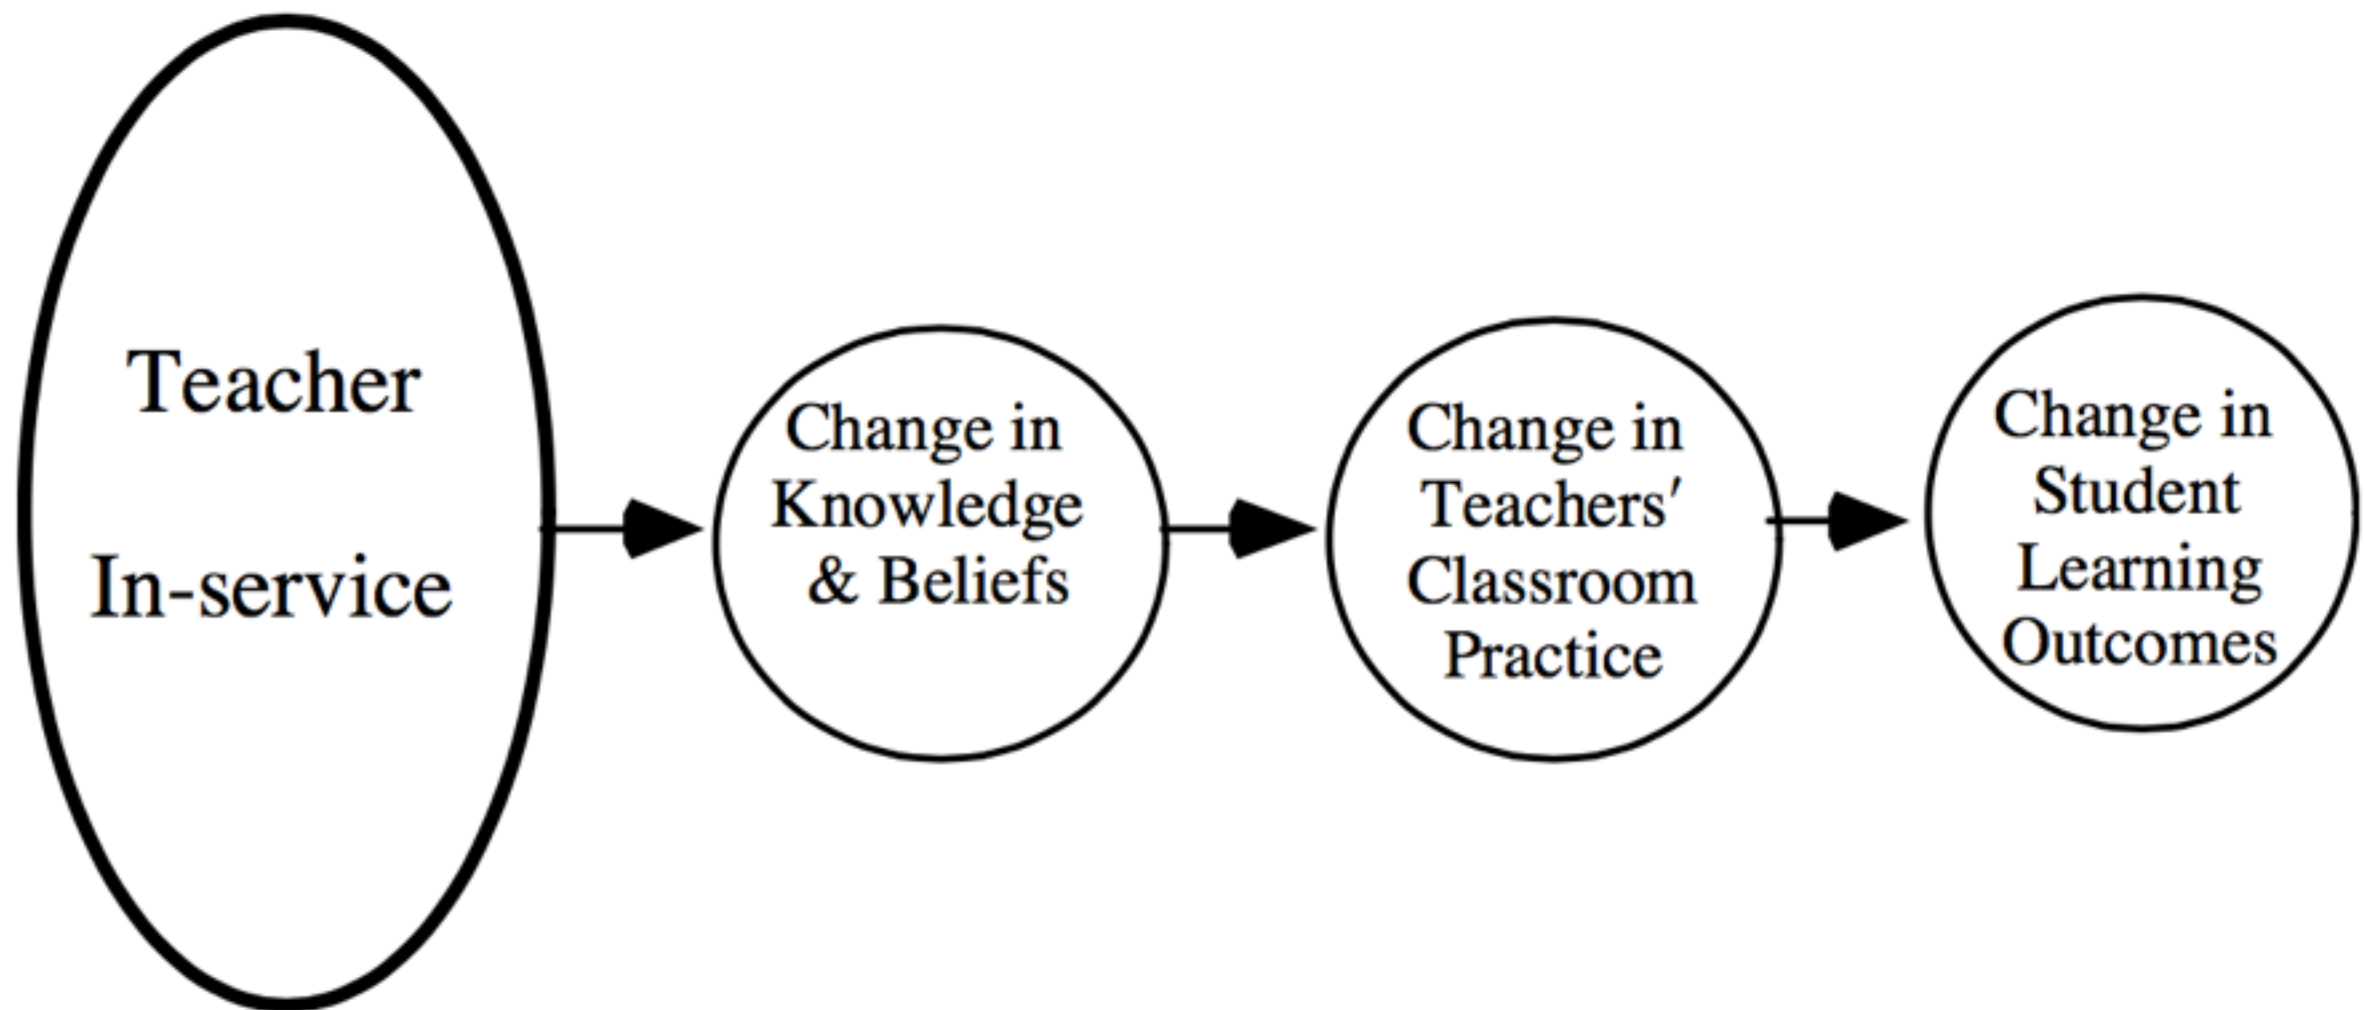 Teacher
In-service
Change in
Knowledge
& Beliefs
Change in
Teachers′
Classroom
Practice
Change in
Student
Learning
Outcomes